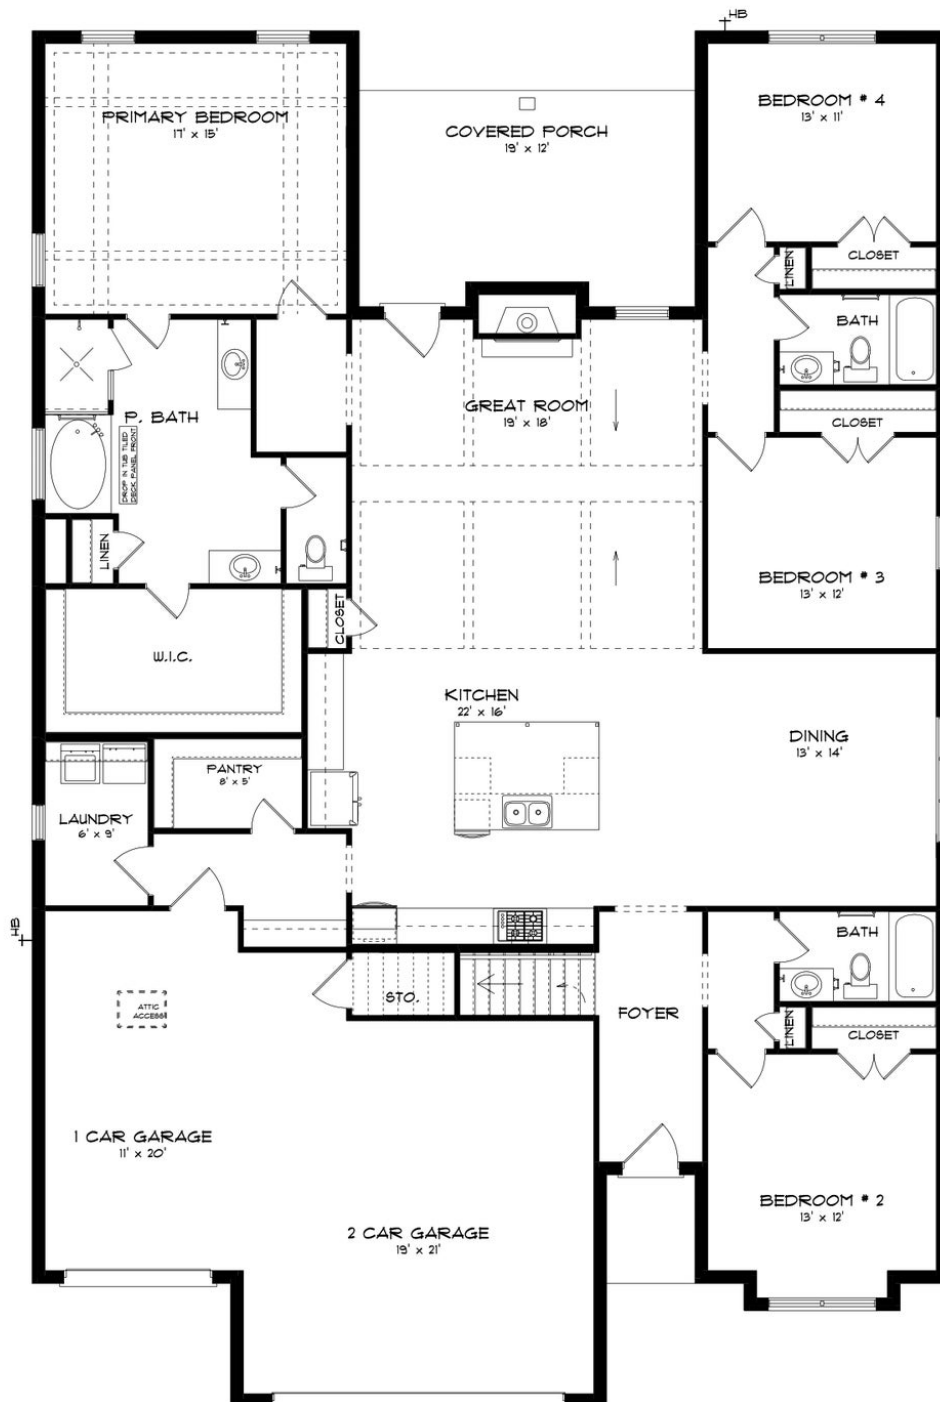 HB
PRIMARY BEDROOM
17' x 15'
COVERED PORCH
19' x 12'
BEDROOM # 4
13' x 11'
LINEN
CLOSET
BATH
P. BATH
DROP IN TUB TILED
DECK PANEL FRONT
GREAT ROOM
19' x 18'
CLOSET
LINEN
BEDROOM # 3
13' x 12'
CLOSET
W.I.C.
KITCHEN
22' x 16'
DINING
13' x 14'
PANTRY
8' x 5'
LAUNDRY
6' x 9'
HB
BATH
STO.
FOYER
ATTIC
ACCESS
LINEN
CLOSET
1 CAR GARAGE
11' x 20'
BEDROOM # 2
13' x 12'
2 CAR GARAGE
19' x 21'